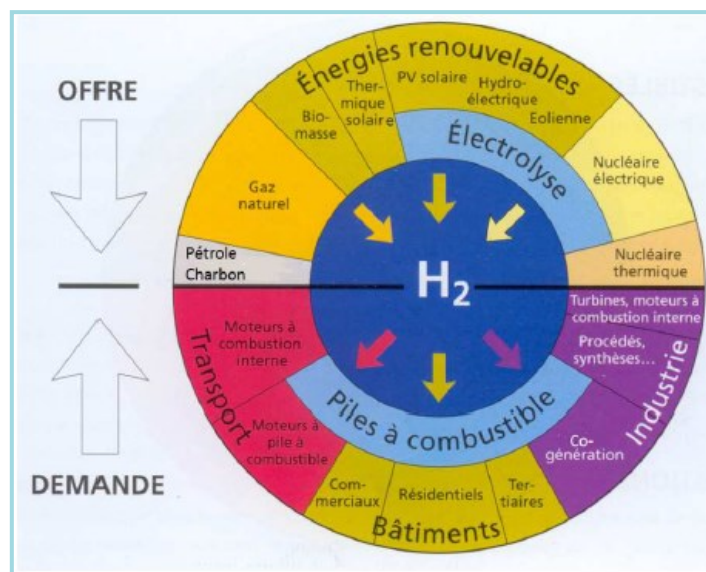 OFFRE
Énergies renouvelables
Bio-
masse
Ther-
mique
solaire
PV solaire
Hydro-
électrique
Eolienne
Électrolyse
Nucléaire
électrique
Gaz
naturel
Pétrole
Charbon
Nucléaire
thermique
H2
Turbines, moteurs à
combustion interne
Procédés,
synthèses...
Co-
génération
Industrie
Moteurs à
combustion
interne
Moteurs à
pile à
combustible
Transport
Piles à combustible
Com-
merciaux
Résidentiels
Ter-
tiaires
Bâtiments
DEMANDE